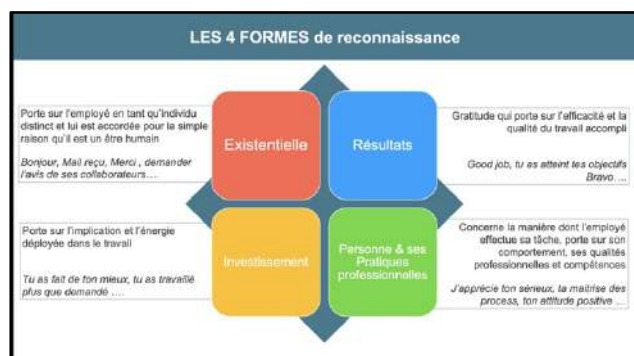 LES 4 FORMES de reconnaissance
Porte sur l'employé en tant qu'individu
distinct et lui est accordée pour la simple
raison qu'il est un être humain
Bonjour, Mail reçu, Merci , demander
l'avis de ses collaborateurs….
Existentielle
Résultats
Gratitude qui porte sur l'efficacité et la
qualité du travail accompli
Good job, tu as atteint tes objectifs
Bravo….
Porte sur l'implication et l'énergie
déployée dans le travail
Tu as fait de ton mieux, tu as travaillé
plus que demandé ….
Investissement
Personne & ses
Pratiques
professionnelles
Concerne la manière dont l'employé
effectue sa tâche, porte sur son
comportement, ses qualités
professionnelles et compétences
J'apprécie ton sérieux, ta maitrise des
process, ton attitude positive …